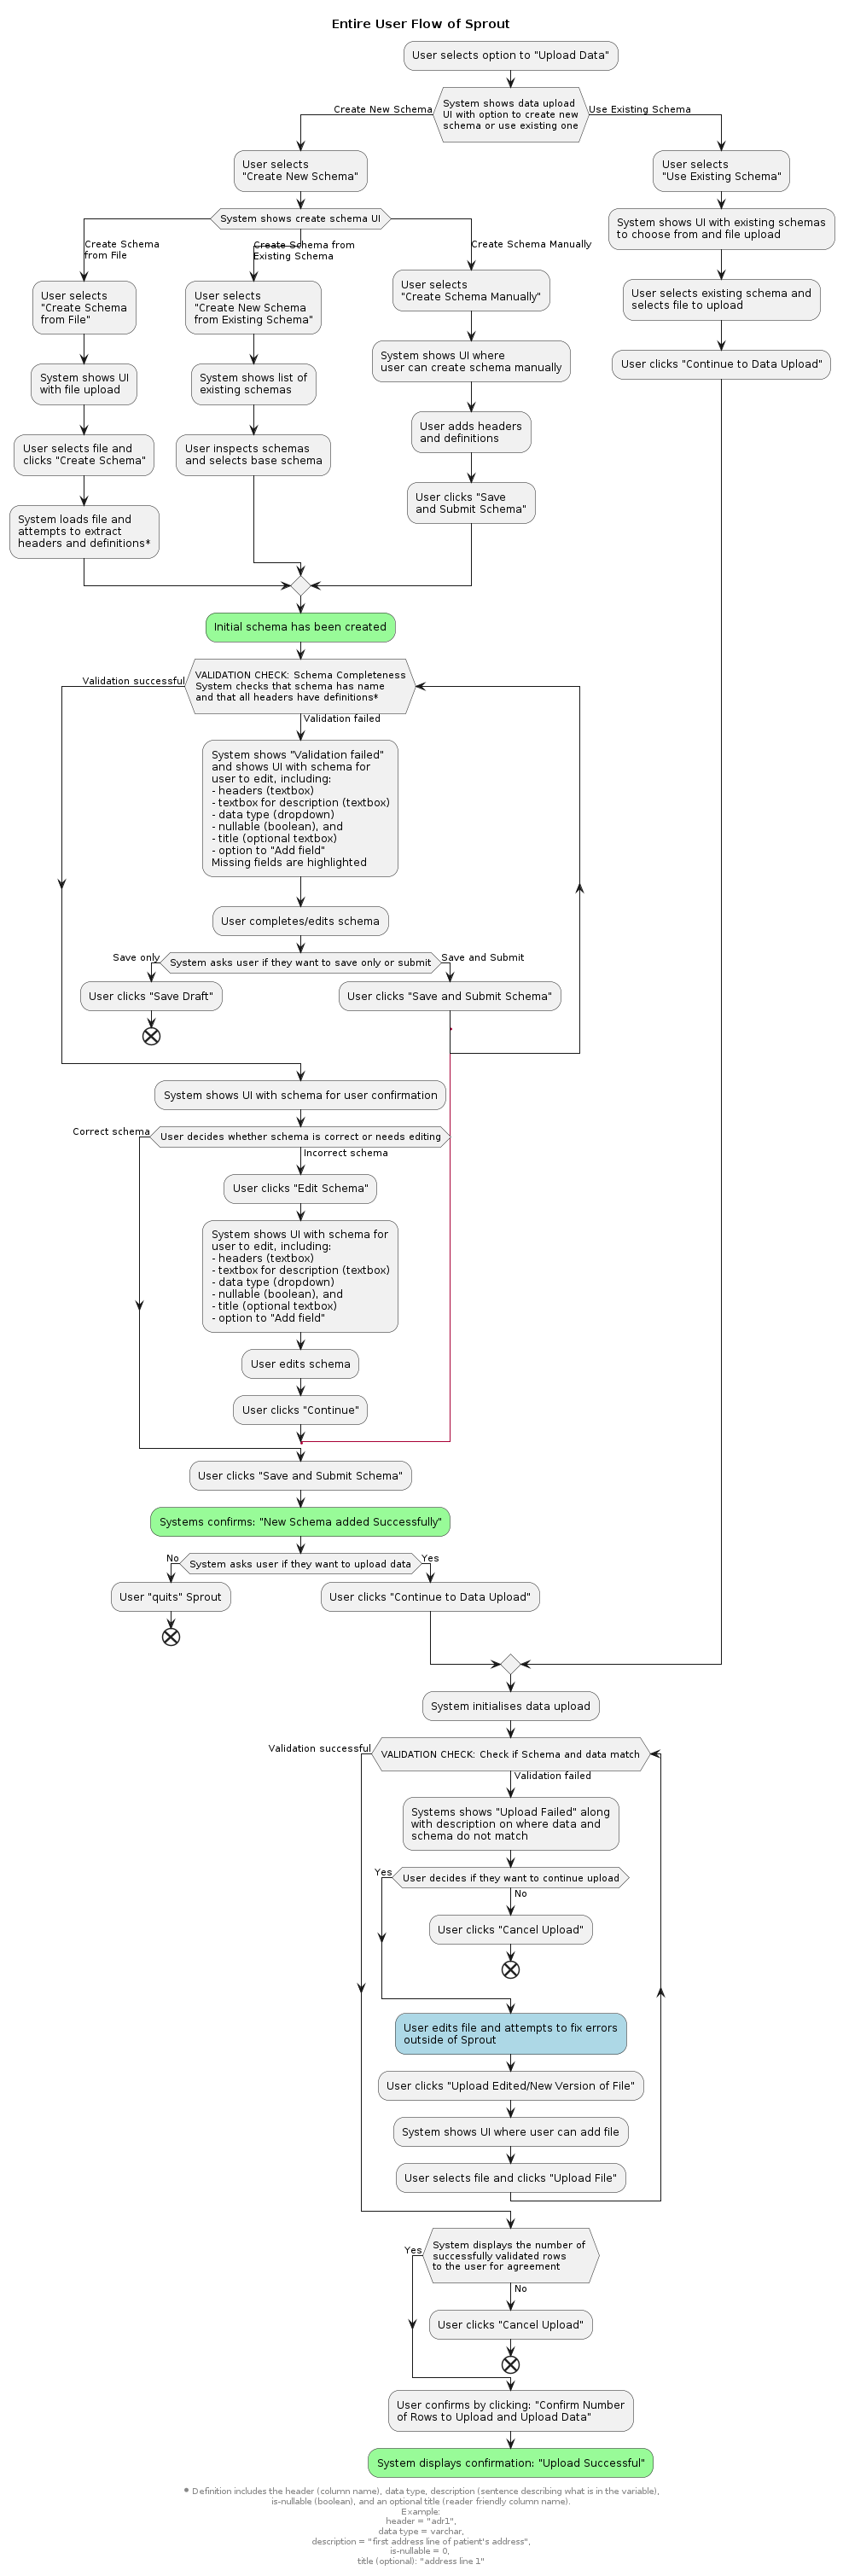 Entire User Flow of Sprout
User selects option to "Upload Data"
Create New Schema
System shows data upload
UI with option to create new
schema or use existing one
Use Existing Schema
User selects
"Create New Schema"
System shows create schema UI
Create Schema
from File
User selects
"Create Schema
from File"
System shows UI
with file upload
User selects file and
clicks "Create Schema"
System loads file and
attempts to extract
headers and definitions*
Create Schema from
Existing Schema
User selects
"Create New Schema
from Existing Schema"
System shows list of
existing schemas
User inspects schemas
and selects base schema
Create Schema Manually
User selects
"Create Schema Manually"
System shows UI where
user can create schema manually
User adds headers
and definitions
User clicks "Save
and Submit Schema"
User selects
"Use Existing Schema"
System shows UI with existing schemas
to choose from and file upload
User selects existing schema and
selects file to upload
User clicks "Continue to Data Upload"
Initial schema has been created
Validation successful
VALIDATION CHECK: Schema Completeness
System checks that schema has name
and that all headers have definitions*
Validation failed
System shows "Validation failed"
and shows UI with schema for
user to edit, including:
- headers (textbox)
- textbox for description (textbox)
- data type (dropdown)
- nullable (boolean), and
- title (optional textbox)
- option to "Add field"
Missing fields are highlighted
User completes/edits schema
Save only
System asks user if they want to save only or submit
Save and Submit
User clicks "Save Draft"
User clicks "Save and Submit Schema"
System shows UI with schema for user confirmation
Correct schema
User decides whether schema is correct or needs editing
Incorrect schema
User clicks "Edit Schema"
System shows UI with schema for
user to edit, including:
- headers (textbox)
- textbox for description (textbox)
- data type (dropdown)
- nullable (boolean), and
- title (optional textbox)
- option to "Add field"
User edits schema
User clicks "Continue"
User clicks "Save and Submit Schema"
Systems confirms: "New Schema added Successfully"
No
System asks user if they want to upload data
Yes
User "quits" Sprout
User clicks "Continue to Data Upload"
System initialises data upload
Validation successful
VALIDATION CHECK: Check if Schema and data match
Validation failed
Systems shows "Upload Failed" along
with description on where data and
schema do not match
Yes
User decides if they want to continue upload
No
User clicks "Cancel Upload"
User edits file and attempts to fix errors
outside of Sprout
User clicks "Upload Edited/New Version of File"
System shows UI where user can add file
User selects file and clicks "Upload File"
Yes
System displays the number of
successfully validated rows
to the user for agreement
No
User clicks "Cancel Upload"
User confirms by clicking: "Confirm Number
of Rows to Upload and Upload Data"
System displays confirmation: "Upload Successful"
* Definition includes the header (column name), data type, description (sentence describing what is in the variable),
is-nullable (boolean), and an optional title (reader friendly column name).
Example:
header = "adr1",
data type = varchar,
description = "first address line of patient's address",
is-nullable = 0,
title (optional): "address line 1"